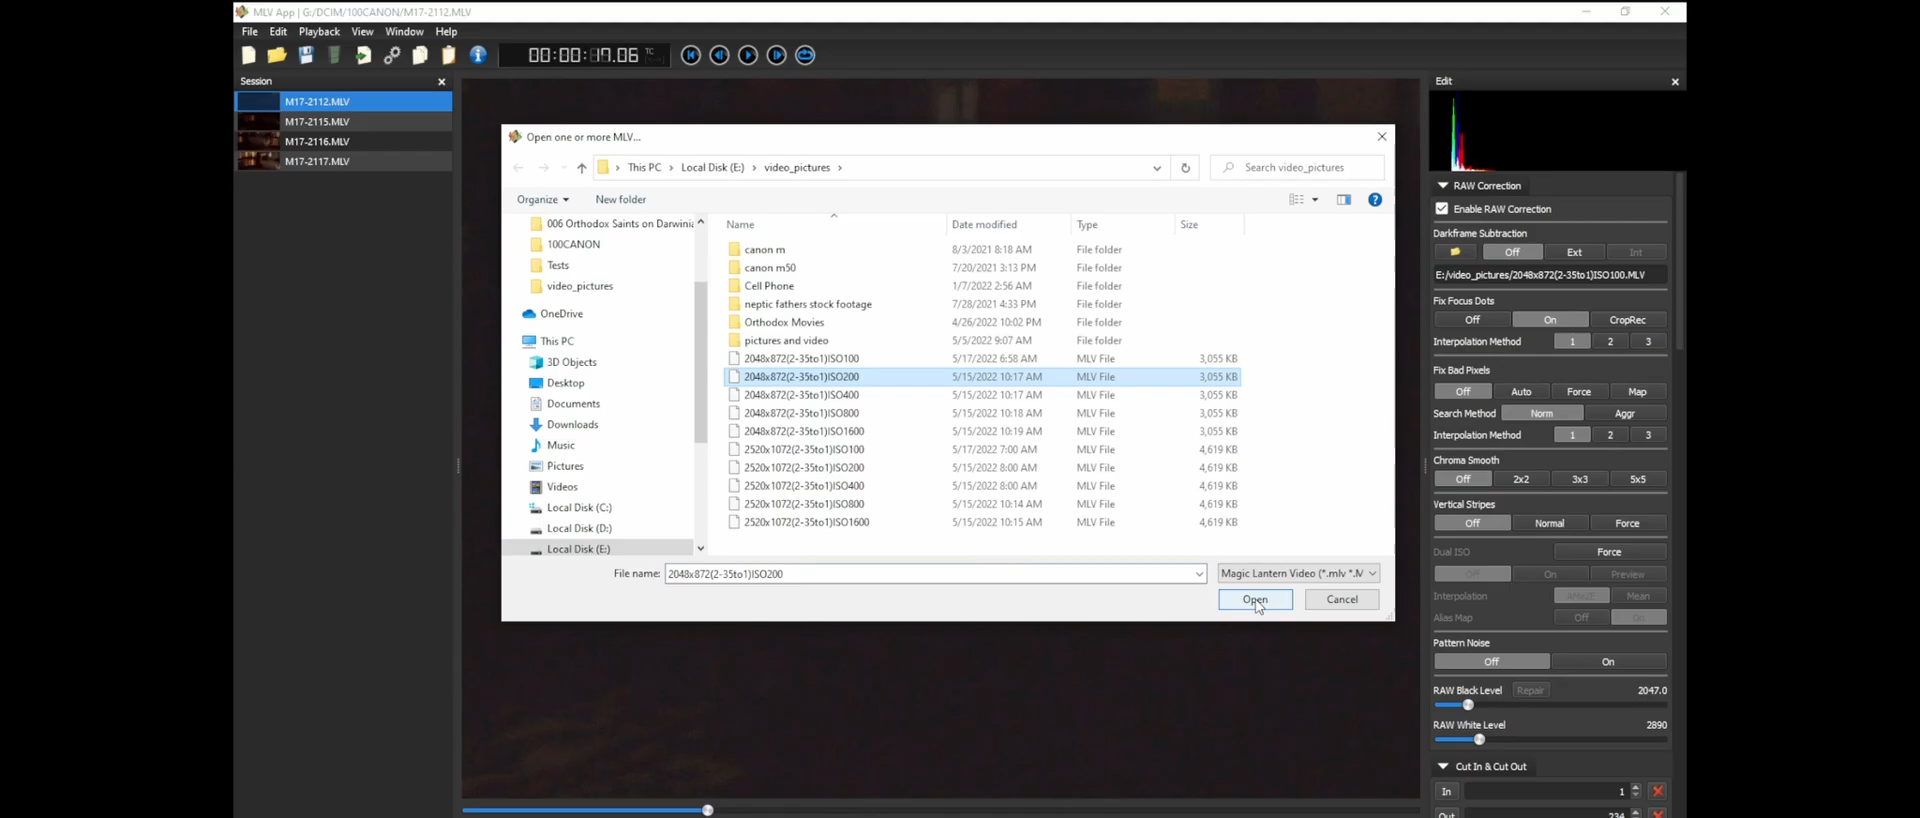 MLV App | G:/DCIM/100CANON/M17-2112.MLV
File Edit Playback View Window Help
00:00:17.06 TC
Session
M17-2112.MLV
M17-2115.MLV
M17-2116.MLV
M17-2117.MLV
Open one or more MLV...
This PC › Local Disk (E:) › video_pictures ›
Search video_pictures
Organize New folder
006 Orthodox Saints on Darwini
100CANON
Tests
video_pictures
OneDrive
This PC
3D Objects
Desktop
Documents
Downloads
Music
Pictures
Videos
Local Disk (C:)
Local Disk (D:)
Local Disk (E:)
Name Date modified Type Size
canon m 8/3/2021 8:18 AM File folder
canon m50 7/20/2021 3:13 PM File folder
Cell Phone 1/7/2022 2:56 AM File folder
neptic fathers stock footage 7/28/2021 4:33 PM File folder
Orthodox Movies 4/26/2022 10:02 PM File folder
pictures and video 5/5/2022 9:07 AM File folder
2048x872(2-35to1)ISO100 5/17/2022 6:58 AM MLV File 3,055 KB
2048x872(2-35to1)ISO200 5/15/2022 10:17 AM MLV File 3,055 KB
2048x872(2-35to1)ISO400 5/15/2022 10:17 AM MLV File 3,055 KB
2048x872(2-35to1)ISO800 5/15/2022 10:18 AM MLV File 3,055 KB
2048x872(2-35to1)ISO1600 5/15/2022 10:19 AM MLV File 3,055 KB
2520x1072(2-35to1)ISO100 5/17/2022 7:00 AM MLV File 4,619 KB
2520x1072(2-35to1)ISO200 5/15/2022 8:00 AM MLV File 4,619 KB
2520x1072(2-35to1)ISO400 5/15/2022 8:00 AM MLV File 4,619 KB
2520x1072(2-35to1)ISO800 5/15/2022 10:14 AM MLV File 4,619 KB
2520x1072(2-35to1)ISO1600 5/15/2022 10:15 AM MLV File 4,619 KB
File name: 2048x872(2-35to1)ISO200
Magic Lantern Video (*.mlv *.M
Open Cancel
Edit
RAW Correction
Enable RAW Correction
Darkframe Subtraction
Off Ext Int
E:/video_pictures/2048x872(2-35to1)ISO100.MLV
Fix Focus Dots
Off On CropRec
Interpolation Method 1 2 3
Fix Bad Pixels
Off Auto Force Map
Search Method Norm Aggr
Interpolation Method 1 2 3
Chroma Smooth
Off 2x2 3x3 5x5
Vertical Stripes
Off Normal Force
Dual ISO Force
Off On Preview
Interpolation AMaZE Mean
Alias Map Off On
Pattern Noise
Off On
RAW Black Level Repair 2047.0
RAW White Level 2890
Cut In & Cut Out
In 1
Out 234